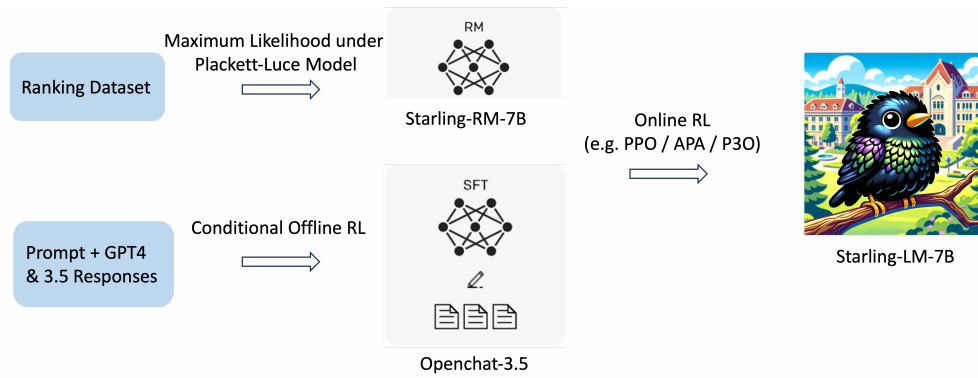 Ranking Dataset
Maximum Likelihood under
Plackett-Luce Model
RM
Starling-RM-7B
Prompt + GPT4
& 3.5 Responses
Conditional Offline RL
SFT
Openchat-3.5
Online RL
(e.g. PPO / APA / P3O)
Starling-LM-7B